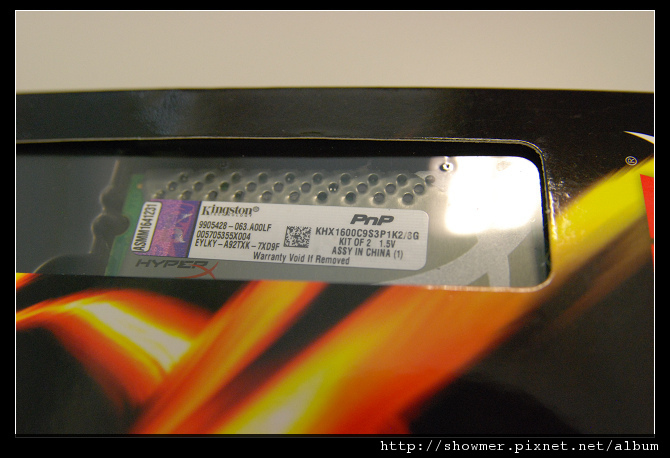 ®
ASMM1641231
Kingston®
9905428-063.A00LF
005705355X004
EYLKY-A92TXK-7XD9F
PnP
KHX1600C9S3P1K2/8G
KIT OF 2 1.5V
ASSY IN CHINA (1)
Warranty Void If Removed
HYPERX
http://showmer.pixnet.net/album